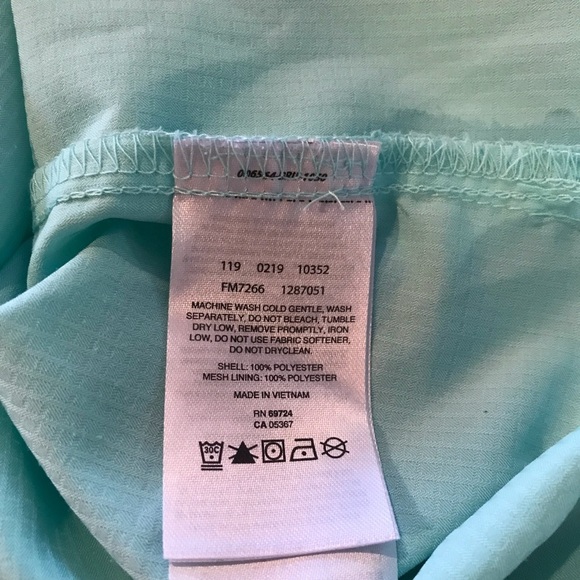 119 0219 10352
FM7266 1287051
MACHINE WASH COLD GENTLE, WASH
SEPARATELY, DO NOT BLEACH, TUMBLE
DRY LOW, REMOVE PROMPTLY, IRON
LOW, DO NOT USE FABRIC SOFTENER,
DO NOT DRYCLEAN.
SHELL: 100% POLYESTER
MESH LINING: 100% POLYESTER
MADE IN VIETNAM
RN 69724
CA 05367
30C